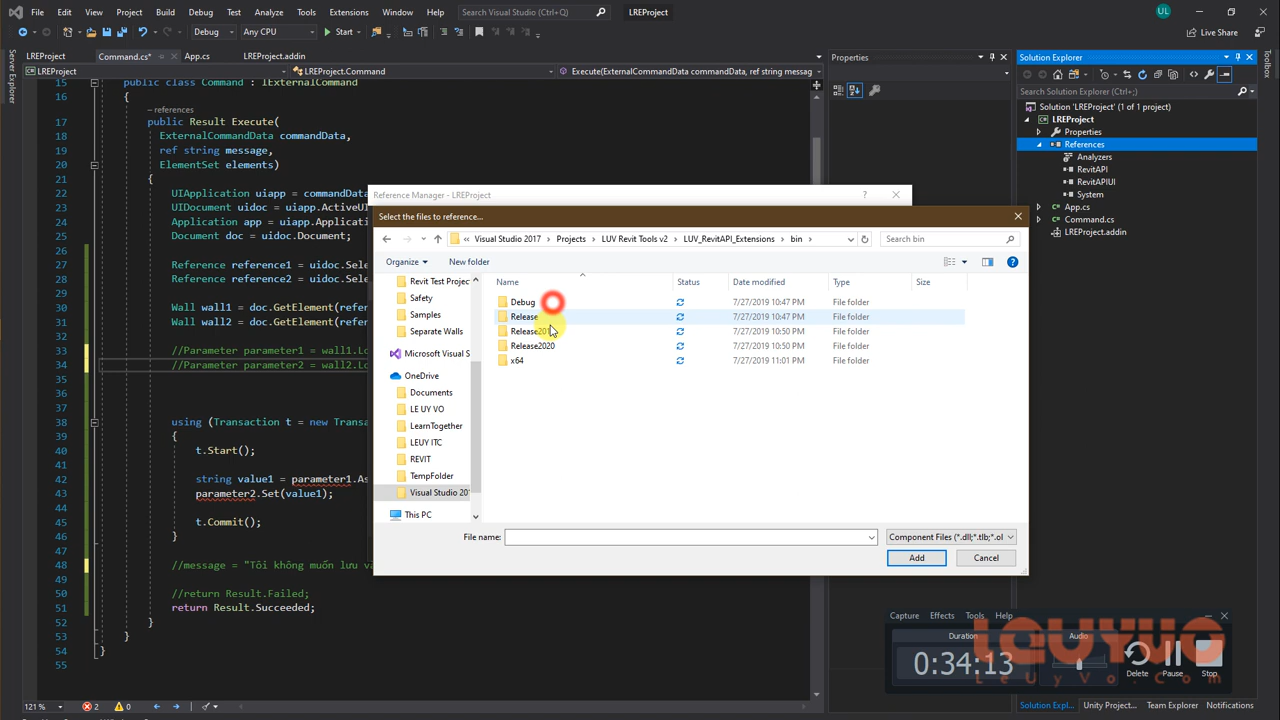 File Edit View Project Build Debug Test Analyze Tools Extensions Window Help Search Visual Studio (Ctrl+Q) LREProject UL
Debug Any CPU Start Live Share
Server Explorer
Toolbox
LREProject Command.cs* App.cs LREProject.addin
LREProject LREProject.Command Execute(ExternalCommandData commandData, ref string messag
15 public class Command : IExternalCommand
16 {
– references
17 public Result Execute(
18 ExternalCommandData commandData,
19 ref string message,
20 ElementSet elements)
21 {
22 UIApplication uiapp = commandData
23 UIDocument uidoc = uiapp.ActiveUI
24 Application app = uiapp.Applicati
25 Document doc = uidoc.Document;
26
27 Reference reference1 = uidoc.Sele
28 Reference reference2 = uidoc.Sele
29
30 Wall wall1 = doc.GetElement(refer
31 Wall wall2 = doc.GetElement(refer
32
33 //Parameter parameter1 = wall1.Lo
34 //Parameter parameter2 = wall2.Lo
35
36
37
38 using (Transaction t = new Transa
39 {
40 t.Start();
41
42 string value1 = parameter1.As
43 parameter2.Set(value1);
44
45 t.Commit();
46 }
47
48 //message = "Tôi không muốn lưu và
49
50 //return Result.Failed;
51 return Result.Succeeded;
52 }
53 }
54 }
55
121 % 2 0
Reference Manager - LREProject ?
Select the files to reference...
Visual Studio 2017 Projects LUV Revit Tools v2 LUV_RevitAPI_Extensions bin Search bin
Organize New folder
Revit Test Projec
Safety
Samples
Separate Walls
Microsoft Visual S
OneDrive
Documents
LE UY VO
LearnTogether
LEUY ITC
REVIT
TempFolder
Visual Studio 201
This PC
Name Status Date modified Type Size
Debug 7/27/2019 10:47 PM File folder
Release 7/27/2019 10:47 PM File folder
Release20 7/27/2019 10:50 PM File folder
Release2020 7/27/2019 10:50 PM File folder
x64 7/27/2019 11:01 PM File folder
File name: Component Files (*.dll;*.tlb;*.ol
Add Cancel
Properties
Solution Explorer
Search Solution Explorer (Ctrl+;)
Solution 'LREProject' (1 of 1 project)
LREProject
Properties
References
Analyzers
RevitAPI
RevitAPIUI
System
App.cs
Command.cs
LREProject.addin
Capture Effects Tools Help
Duration Audio
0:34:13
Delete Pause Stop
LeUyVo
LeUyVo.Com
Solution Expl... Unity Project... Team Explorer Notifications